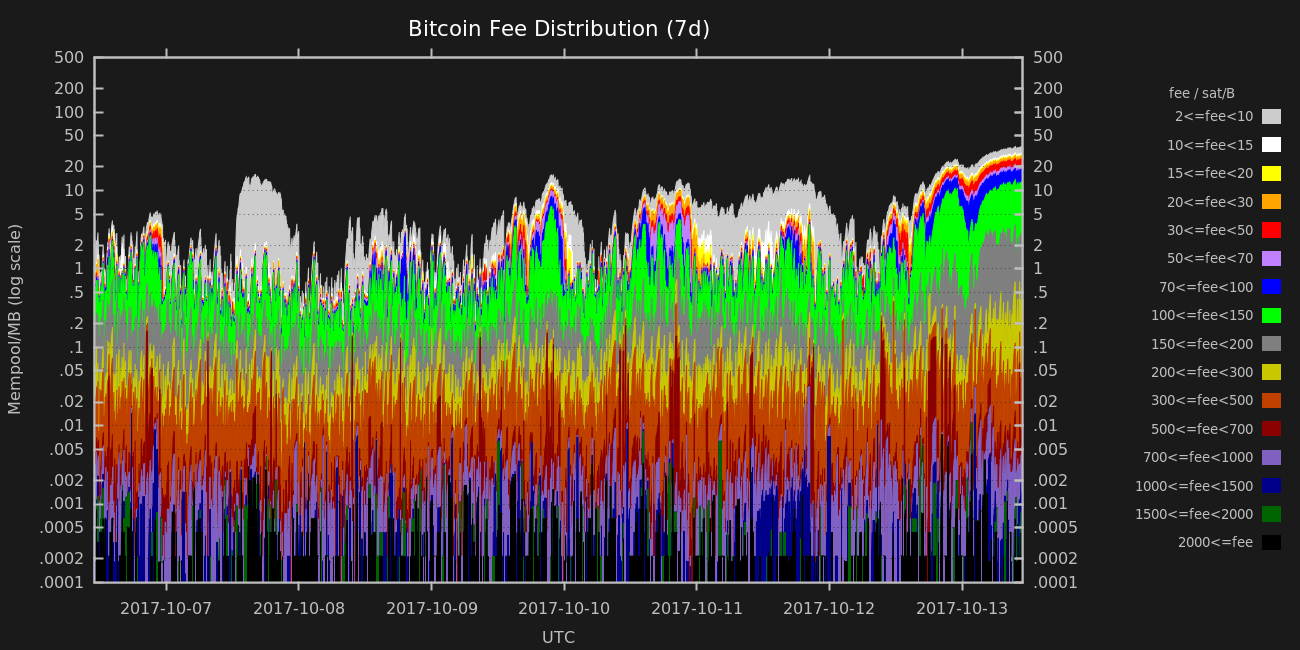 Bitcoin Fee Distribution (7d)
500
200
100
50
20
10
5
2
1
.5
.2
.1
.05
.02
.01
.005
.002
.001
.0005
.0002
.0001
Mempool/MB (log scale)
500
200
100
50
20
10
5
2
1
.5
.2
.1
.05
.02
.01
.005
.002
.001
.0005
.0002
.0001
2017-10-07 2017-10-08 2017-10-09 2017-10-10 2017-10-11 2017-10-12 2017-10-13
UTC
fee / sat/B
2<=fee<10
10<=fee<15
15<=fee<20
20<=fee<30
30<=fee<50
50<=fee<70
70<=fee<100
100<=fee<150
150<=fee<200
200<=fee<300
300<=fee<500
500<=fee<700
700<=fee<1000
1000<=fee<1500
1500<=fee<2000
2000<=fee